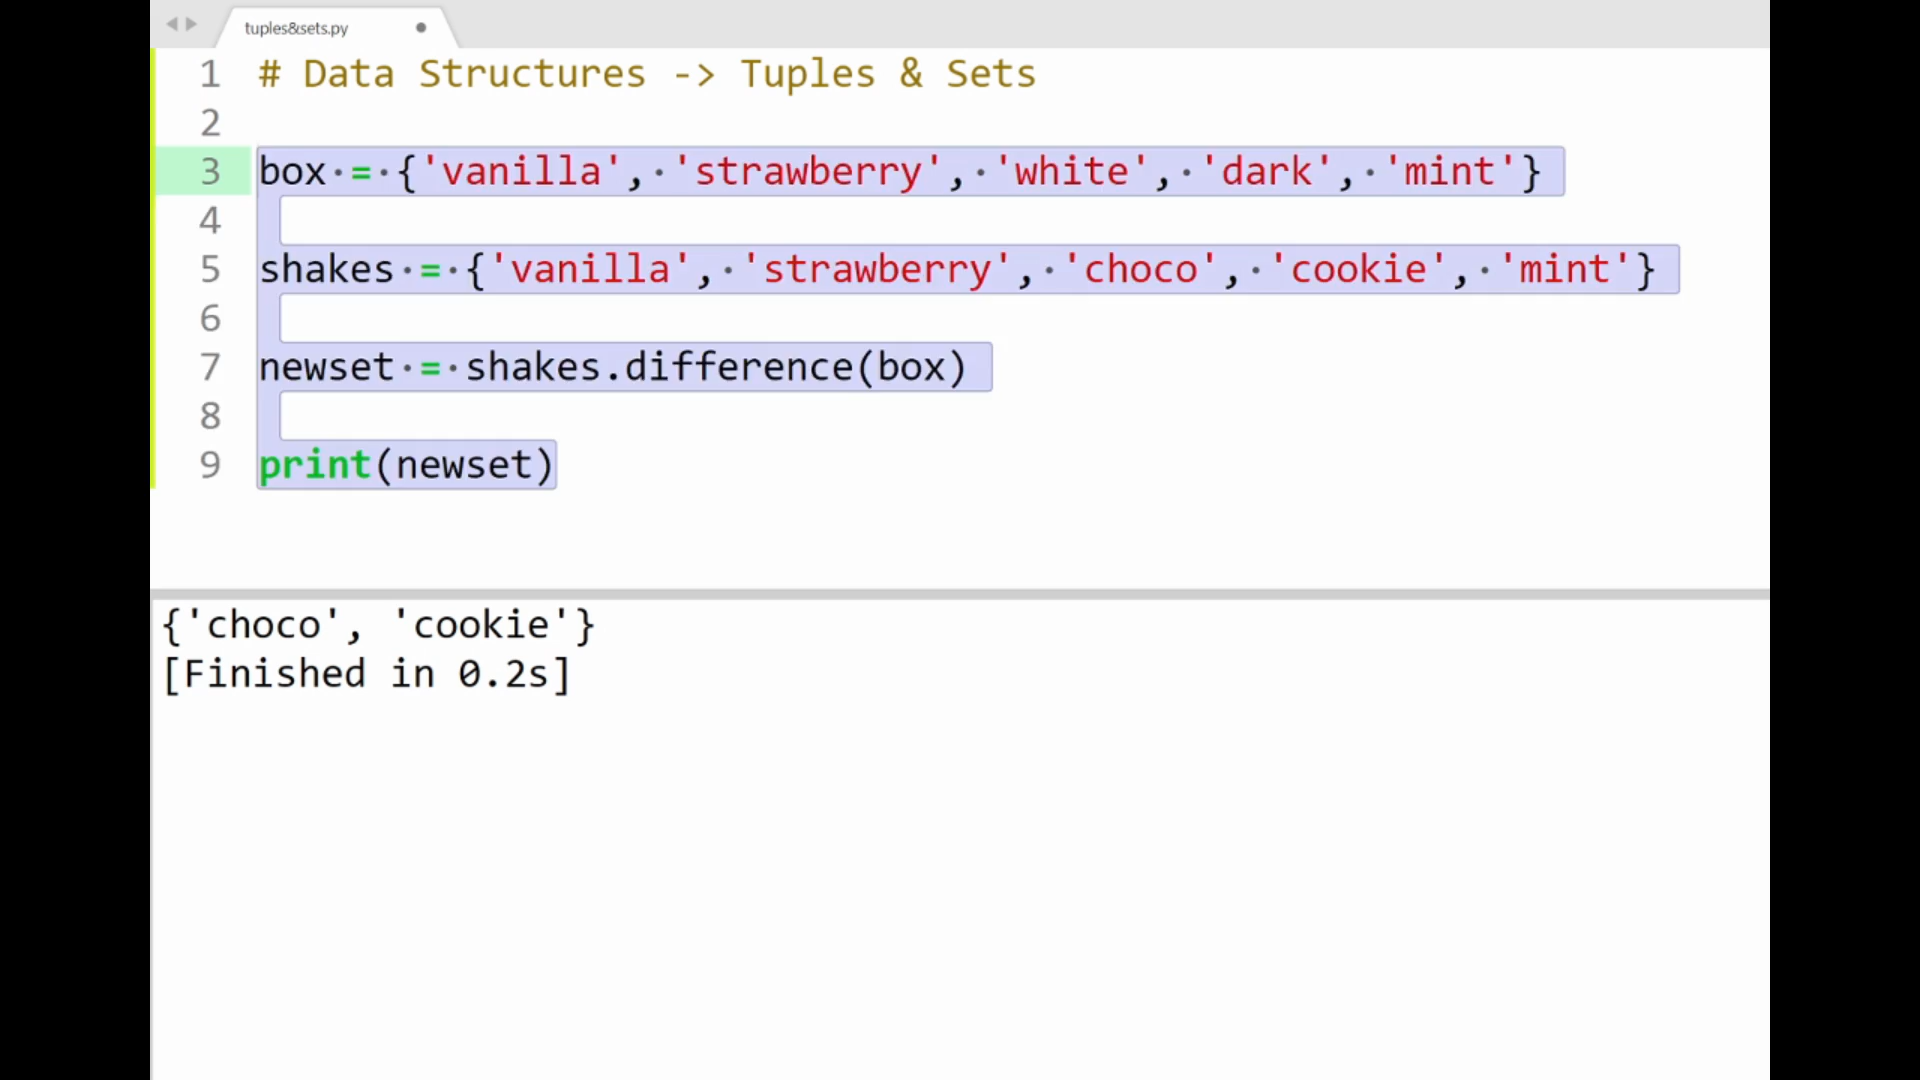 tuples&sets.py
1 # Data Structures -> Tuples & Sets
2
3 box = {'vanilla', 'strawberry', 'white', 'dark', 'mint'}
4
5 shakes = {'vanilla', 'strawberry', 'choco', 'cookie', 'mint'}
6
7 newset = shakes.difference(box)
8
9 print(newset)
{'choco', 'cookie'}
[Finished in 0.2s]